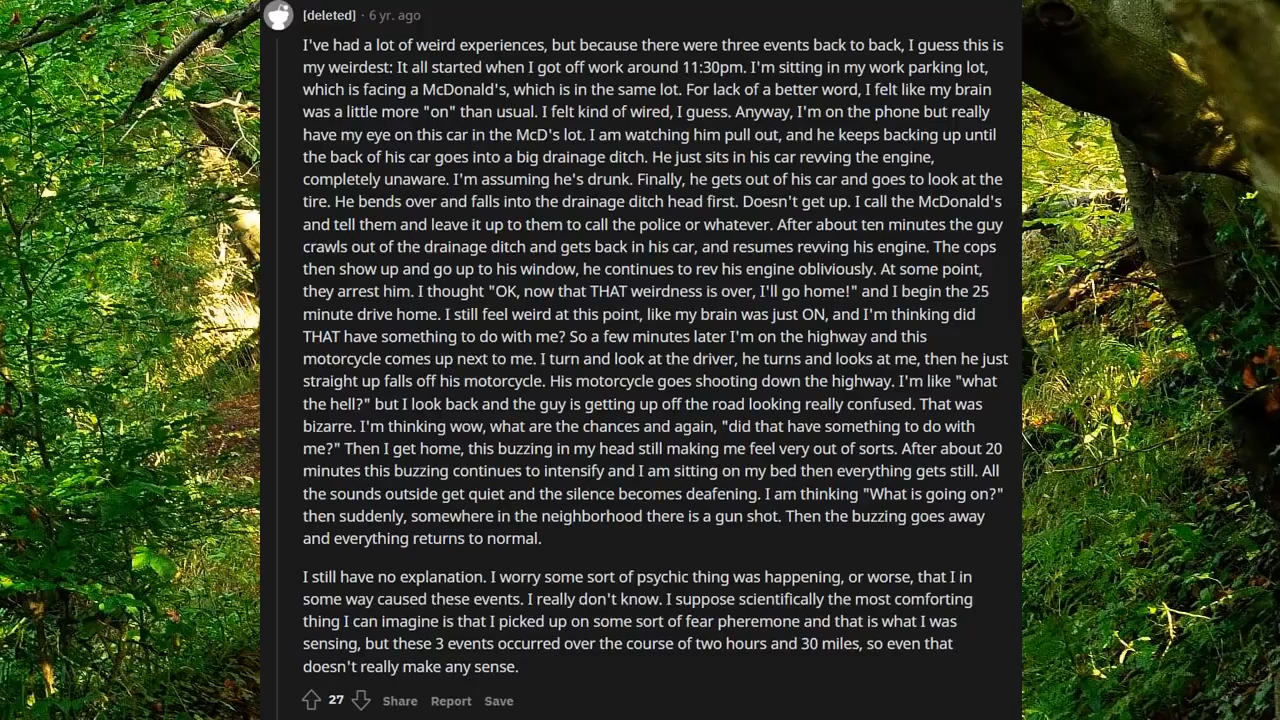 [deleted] · 6 yr. ago
I've had a lot of weird experiences, but because there were three events back to back, I guess this is
my weirdest: It all started when I got off work around 11:30pm. I'm sitting in my work parking lot,
which is facing a McDonald's, which is in the same lot. For lack of a better word, I felt like my brain
was a little more "on" than usual. I felt kind of wired, I guess. Anyway, I'm on the phone but really
have my eye on this car in the McD's lot. I am watching him pull out, and he keeps backing up until
the back of his car goes into a big drainage ditch. He just sits in his car revving the engine,
completely unaware. I'm assuming he's drunk. Finally, he gets out of his car and goes to look at the
tire. He bends over and falls into the drainage ditch head first. Doesn't get up. I call the McDonald's
and tell them and leave it up to them to call the police or whatever. After about ten minutes the guy
crawls out of the drainage ditch and gets back in his car, and resumes revving his engine. The cops
then show up and go up to his window, he continues to rev his engine obliviously. At some point,
they arrest him. I thought "OK, now that THAT weirdness is over, I'll go home!" and I begin the 25
minute drive home. I still feel weird at this point, like my brain was just ON, and I'm thinking did
THAT have something to do with me? So a few minutes later I'm on the highway and this
motorcycle comes up next to me. I turn and look at the driver, he turns and looks at me, then he just
straight up falls off his motorcycle. His motorcycle goes shooting down the highway. I'm like "what
the hell?" but I look back and the guy is getting up off the road looking really confused. That was
bizarre. I'm thinking wow, what are the chances and again, "did that have something to do with
me?" Then I get home, this buzzing in my head still making me feel very out of sorts. After about 20
minutes this buzzing continues to intensify and I am sitting on my bed then everything gets still. All
the sounds outside get quiet and the silence becomes deafening. I am thinking "What is going on?"
then suddenly, somewhere in the neighborhood there is a gun shot. Then the buzzing goes away
and everything returns to normal.
I still have no explanation. I worry some sort of psychic thing was happening, or worse, that I in
some way caused these events. I really don't know. I suppose scientifically the most comforting
thing I can imagine is that I picked up on some sort of fear pheremone and that is what I was
sensing, but these 3 events occurred over the course of two hours and 30 miles, so even that
doesn't really make any sense.
27 Share Report Save